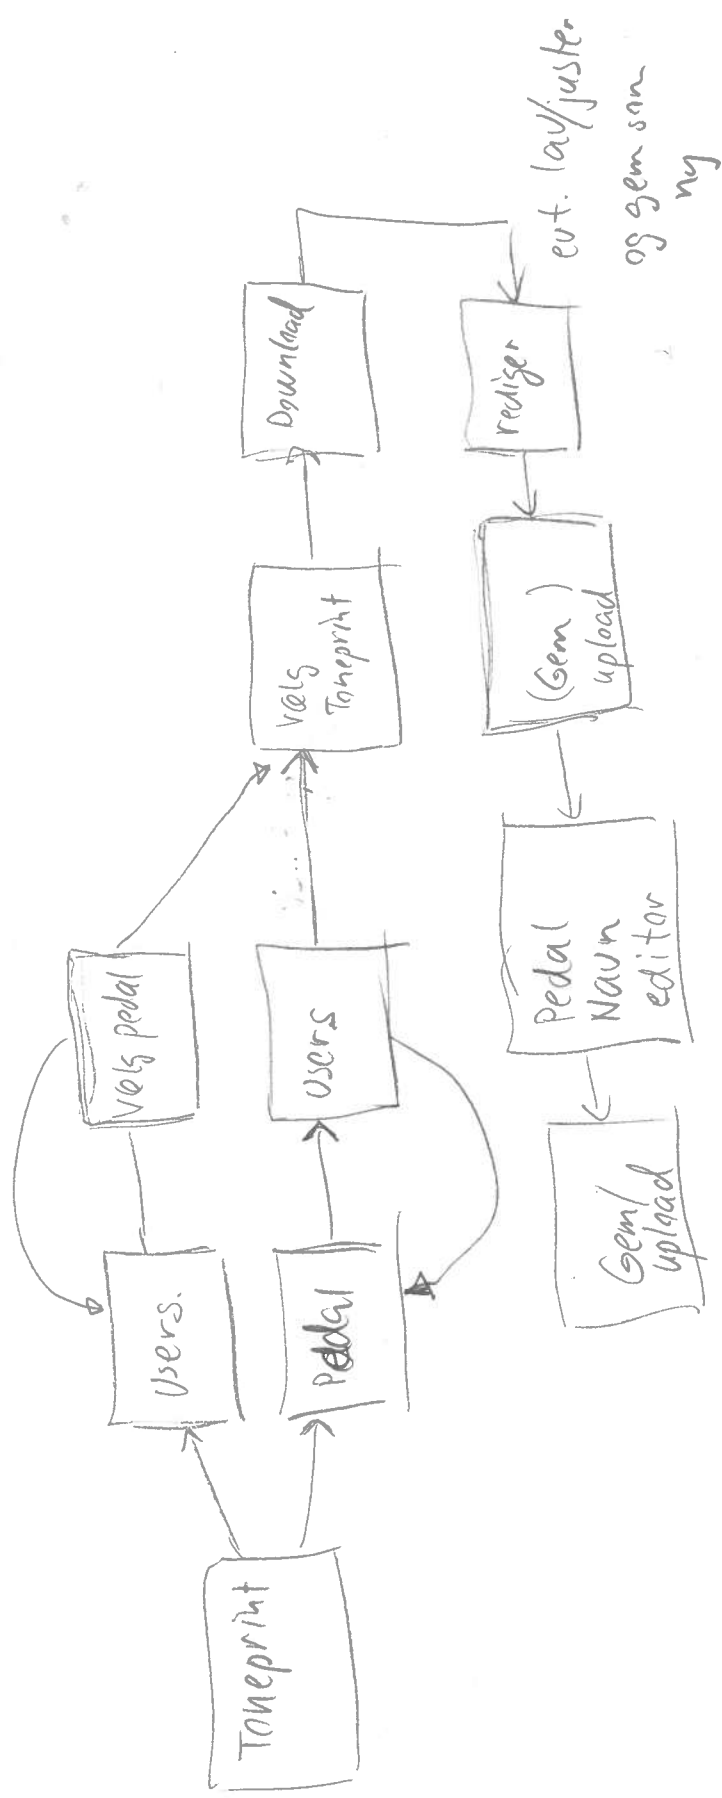 Toneprint
Users.
Vælg pedal
Pedal
Users
Vælg
Toneprint
Download
evt. lav/juster
og gem som
ny
rediger
(Gem)
upload
Pedal
Navn
editor
Gem/
upload